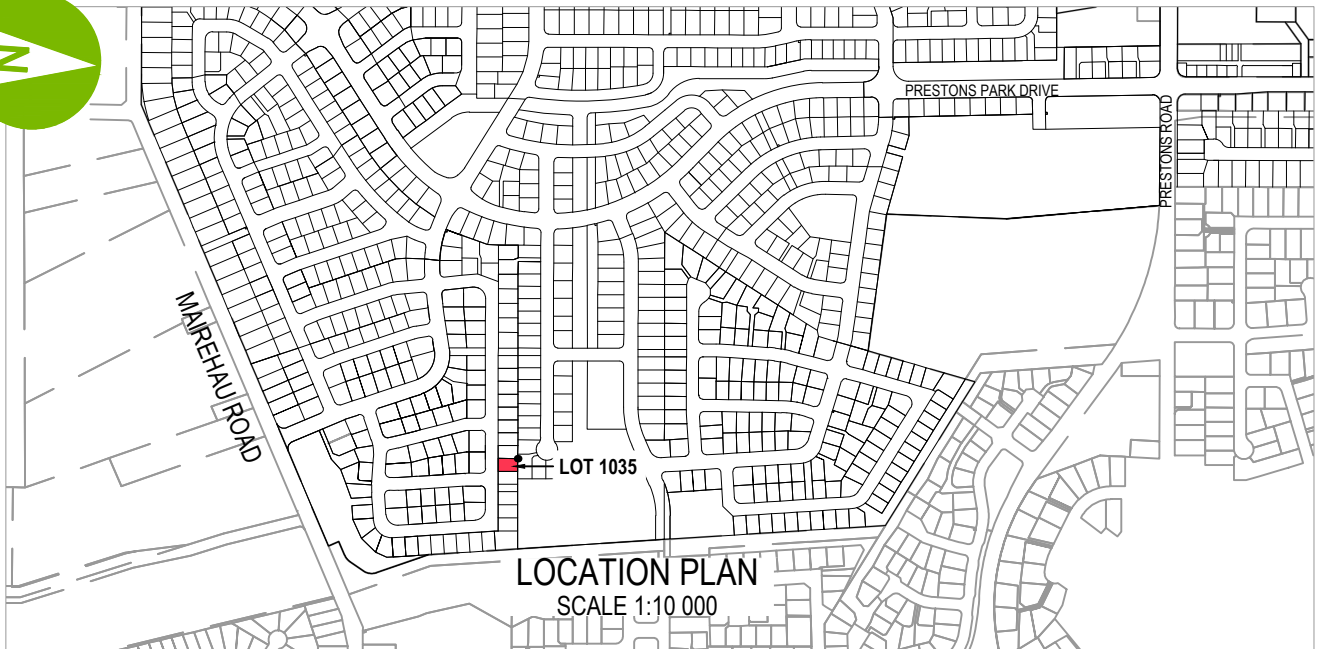 N
PRESTONS PARK DRIVE
PRESTONS ROAD
MAIREHAU ROAD
LOT 1035
LOCATION PLAN
SCALE 1:10 000